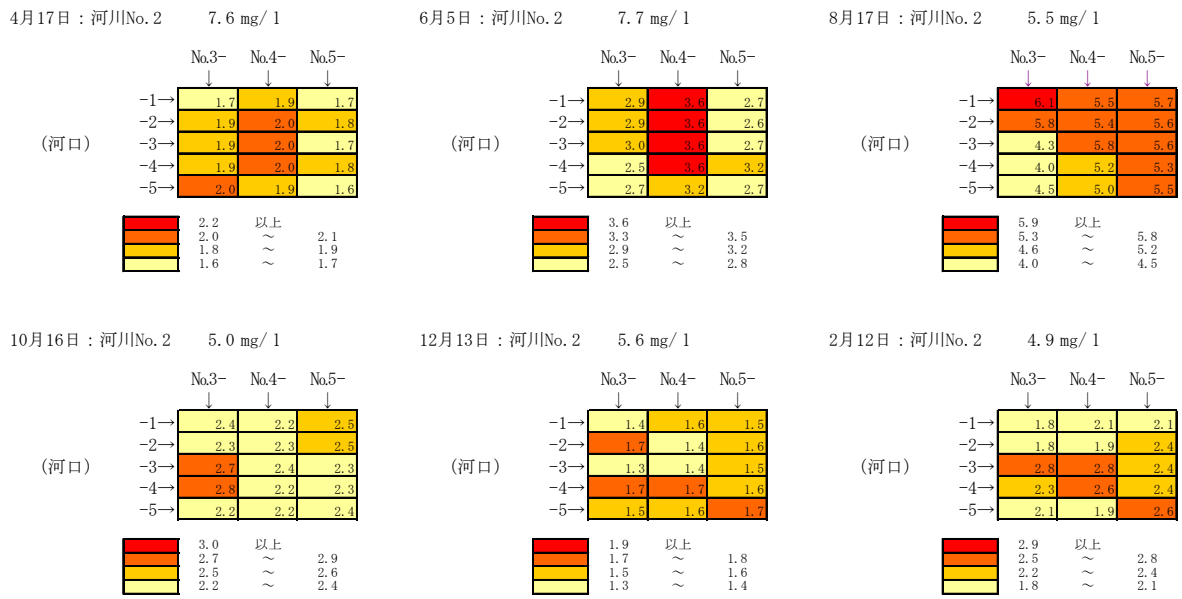 4月17日：河川No.2 7.6 mg/l
No.3- No.4- No.5-
↓ ↓ ↓
-1→ 1.7 1.9 1.7
-2→ 1.9 2.0 1.8
(河口) -3→ 1.9 2.0 1.7
-4→ 1.9 2.0 1.8
-5→ 2.0 1.9 1.6
2.2 以上
2.0 ～ 2.1
1.8 ～ 1.9
1.6 ～ 1.7
6月5日：河川No.2 7.7 mg/l
No.3- No.4- No.5-
↓ ↓ ↓
-1→ 2.9 3.6 2.7
-2→ 2.9 3.6 2.6
(河口) -3→ 3.0 3.6 2.7
-4→ 2.5 3.6 3.2
-5→ 2.7 3.2 2.7
3.6 以上
3.3 ～ 3.5
2.9 ～ 3.2
2.5 ～ 2.8
8月17日：河川No.2 5.5 mg/l
No.3- No.4- No.5-
↓ ↓ ↓
-1→ 6.1 5.5 5.7
-2→ 5.8 5.4 5.6
(河口) -3→ 4.3 5.8 5.6
-4→ 4.0 5.2 5.3
-5→ 4.5 5.0 5.5
5.9 以上
5.3 ～ 5.8
4.6 ～ 5.2
4.0 ～ 4.5
10月16日：河川No.2 5.0 mg/l
No.3- No.4- No.5-
↓ ↓ ↓
-1→ 2.4 2.2 2.5
-2→ 2.3 2.3 2.5
(河口) -3→ 2.7 2.4 2.3
-4→ 2.8 2.2 2.3
-5→ 2.2 2.2 2.4
3.0 以上
2.7 ～ 2.9
2.5 ～ 2.6
2.2 ～ 2.4
12月13日：河川No.2 5.6 mg/l
No.3- No.4- No.5-
↓ ↓ ↓
-1→ 1.4 1.6 1.5
-2→ 1.7 1.4 1.6
(河口) -3→ 1.3 1.4 1.5
-4→ 1.7 1.7 1.6
-5→ 1.5 1.6 1.7
1.9 以上
1.7 ～ 1.8
1.5 ～ 1.6
1.3 ～ 1.4
2月12日：河川No.2 4.9 mg/l
No.3- No.4- No.5-
↓ ↓ ↓
-1→ 1.8 2.1 2.1
-2→ 1.8 1.9 2.4
(河口) -3→ 2.8 2.8 2.4
-4→ 2.3 2.6 2.4
-5→ 2.1 1.9 2.6
2.9 以上
2.5 ～ 2.8
2.2 ～ 2.4
1.8 ～ 2.1